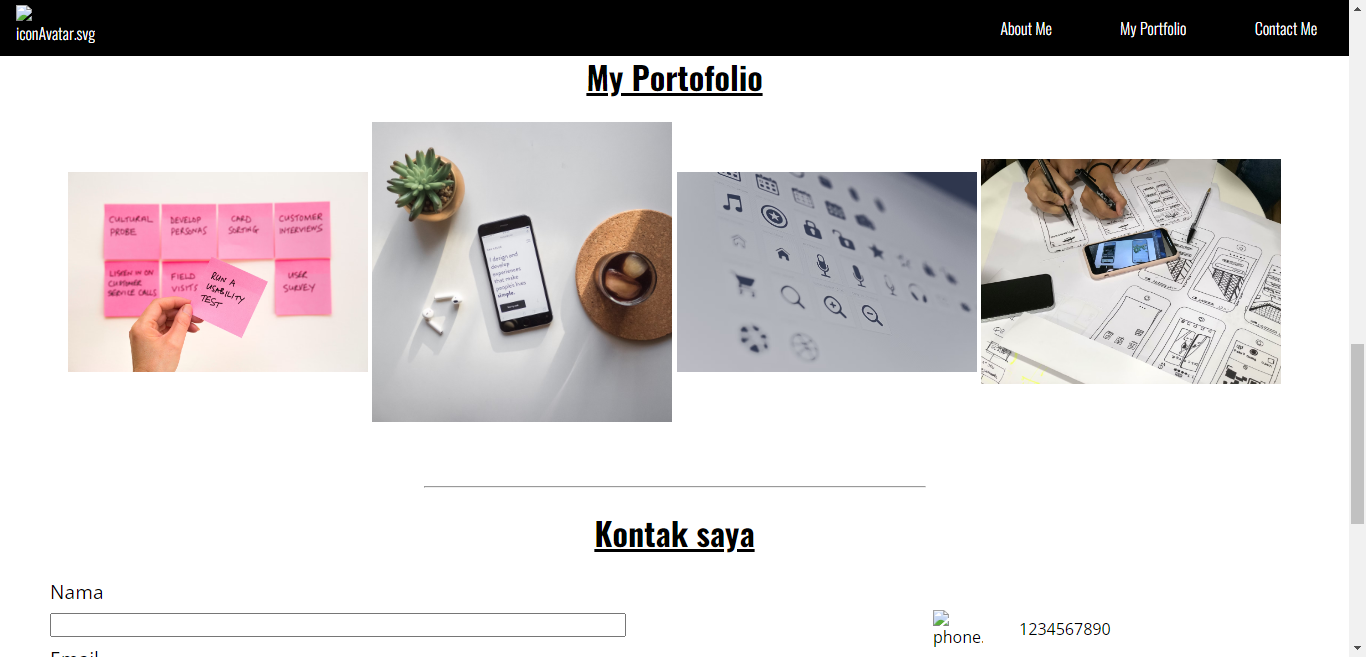 iconAvatar.svg
About Me
My Portfolio
Contact Me
My Portofolio
CULTURAL PROBE
DEVELOP PERSONAS
CARD SORTING
CUSTOMER INTERVIEWS
LISTEN IN ON CUSTOMER SERVICE CALLS
FIELD VISITS
RUN A USABILITY TEST
USER SURVEY
I design and
develop
experiences
that make
people's lives
simple.
Kontak saya
Nama
phone.
1234567890
Email